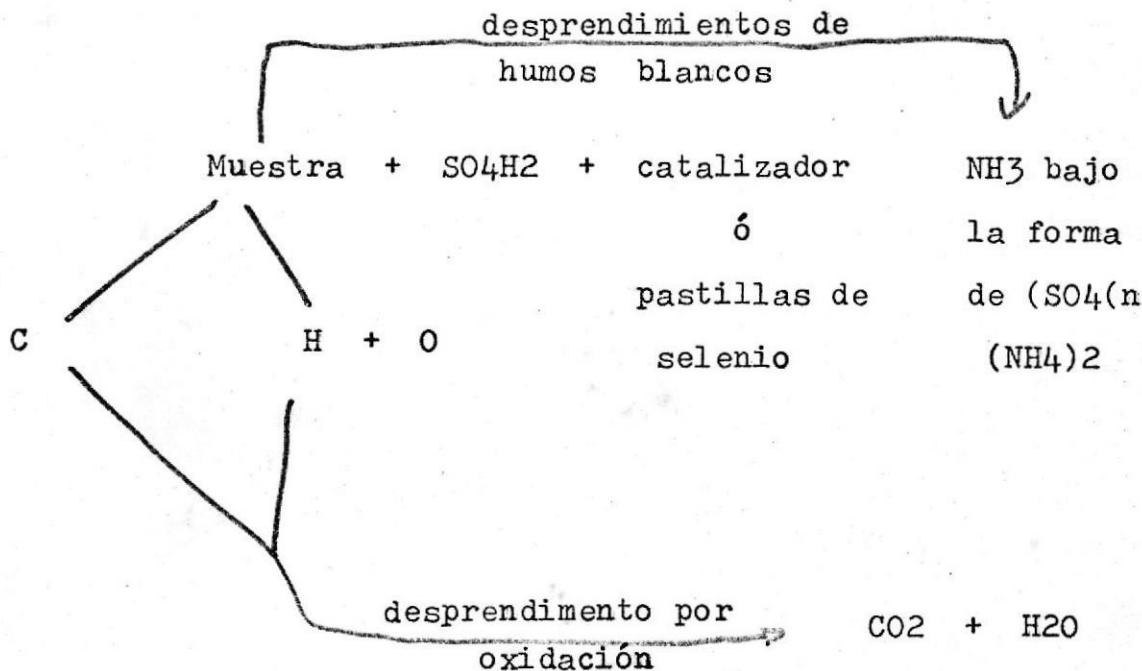 desprendimientos de
humos blancos
Muestra + SO4H2 + catalizador NH3 bajo
ó la forma
pastillas de de (SO4(n
C H + O selenio (NH4)2
desprendimento por
CO2 + H2O
oxidación